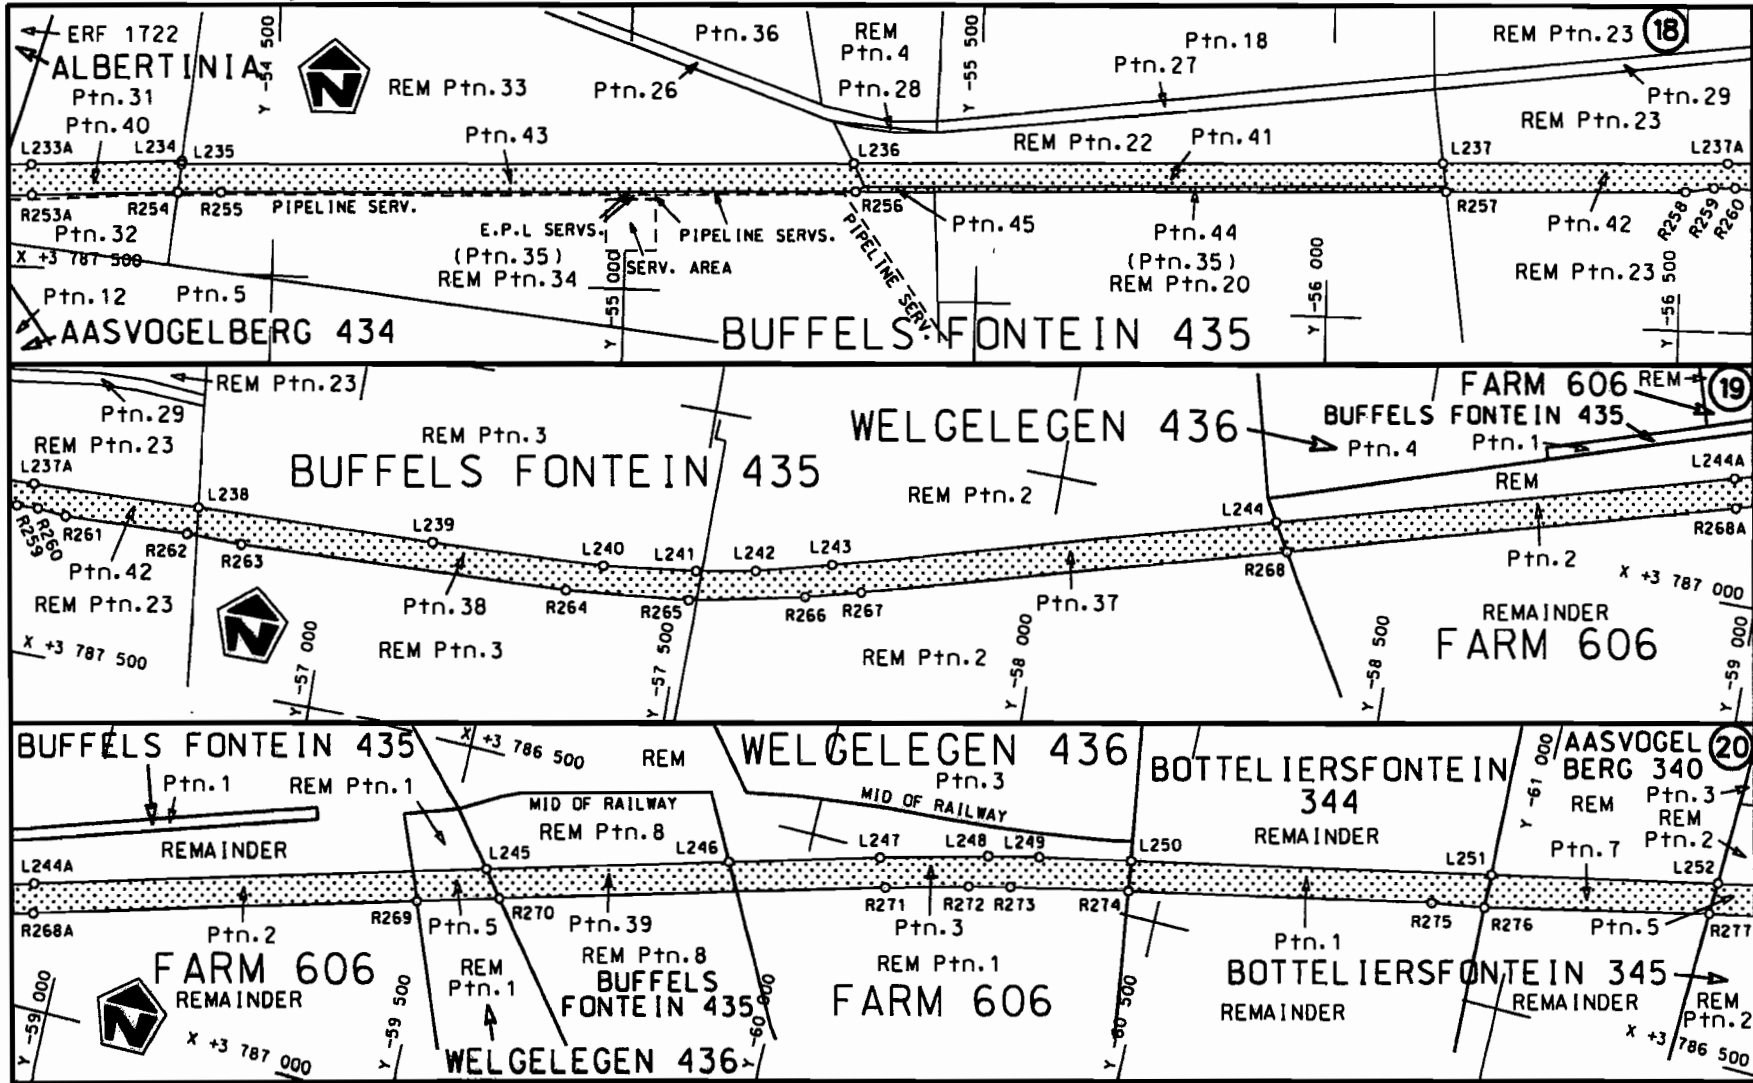 ERF 1722
ALBERTINIA
Ptn.31
Ptn.40
Y -54 500
N
REM Ptn.33
Ptn.36
Ptn.26
REM
Ptn.4
Ptn.28
Y -55 500
Ptn.18
Ptn.27
REM Ptn.23
18
Ptn.29
REM Ptn.23
L233A
L234
L235
Ptn.43
L236
REM Ptn.22
Ptn.41
L237
L237A
R253A
R254
R255
PIPELINE SERV.
E.P.L SERVS.
PIPELINE SERVS.
R256
Ptn.45
R257
Ptn.42
R258
R259
R260
Ptn.32
X +3 787 500
Ptn.12
Ptn.5
AASVOGELBERG 434
(Ptn.35)
REM Ptn.34
SERV. AREA
Y -55 000
PIPELINE SERV.
Ptn.44
(Ptn.35)
REM Ptn.20
Y -56 000
REM Ptn.23
Y -56 500
BUFFELS FONTEIN 435
REM Ptn.23
Ptn.29
REM Ptn.23
REM Ptn.3
BUFFELS FONTEIN 435
WELGELEGEN 436
REM Ptn.2
FARM 606
REM
19
BUFFELS FONTEIN 435
Ptn.4
Ptn.1
REM
L237A
L238
L239
L240
L241
L242
L243
L244
L244A
R259
R260
R261
R262
R263
R264
R265
R266
R267
R268
R268A
Ptn.42
REM Ptn.23
X +3 787 500
N
Y -57 000
Ptn.38
REM Ptn.3
Y -57 500
REM Ptn.2
Ptn.37
Y -58 000
Y -58 500
Ptn.2
X +3 787 000
REMAINDER
FARM 606
Y -59 000
BUFFELS FONTEIN 435
Ptn.1
REM Ptn.1
REMAINDER
X +3 786 500
REM
MID OF RAILWAY
REM Ptn.8
WELGELEGEN 436
Ptn.3
MID OF RAILWAY
BOTTELIERSFONTEIN
344
REMAINDER
Y -61 000
AASVOGEL
BERG 340
20
REM
Ptn.3
REM
Ptn.2
Ptn.7
L244A
L245
L246
L247
L248
L249
L250
L251
L252
R268A
R269
R270
R271
R272
R273
R274
R275
R276
R277
Ptn.2
FARM 606
REMAINDER
Y -59 000
N
X +3 787 000
Y -59 500
Ptn.5
REM
Ptn.1
WELGELEGEN 436
Ptn.39
REM Ptn.8
BUFFELS
FONTEIN 435
Y -60 000
Ptn.3
REM Ptn.1
FARM 606
Y -60 500
Ptn.1
BOTTELIERSFONTEIN 345
REMAINDER
REMAINDER
Ptn.5
REM
Ptn.2
X +3 786 500